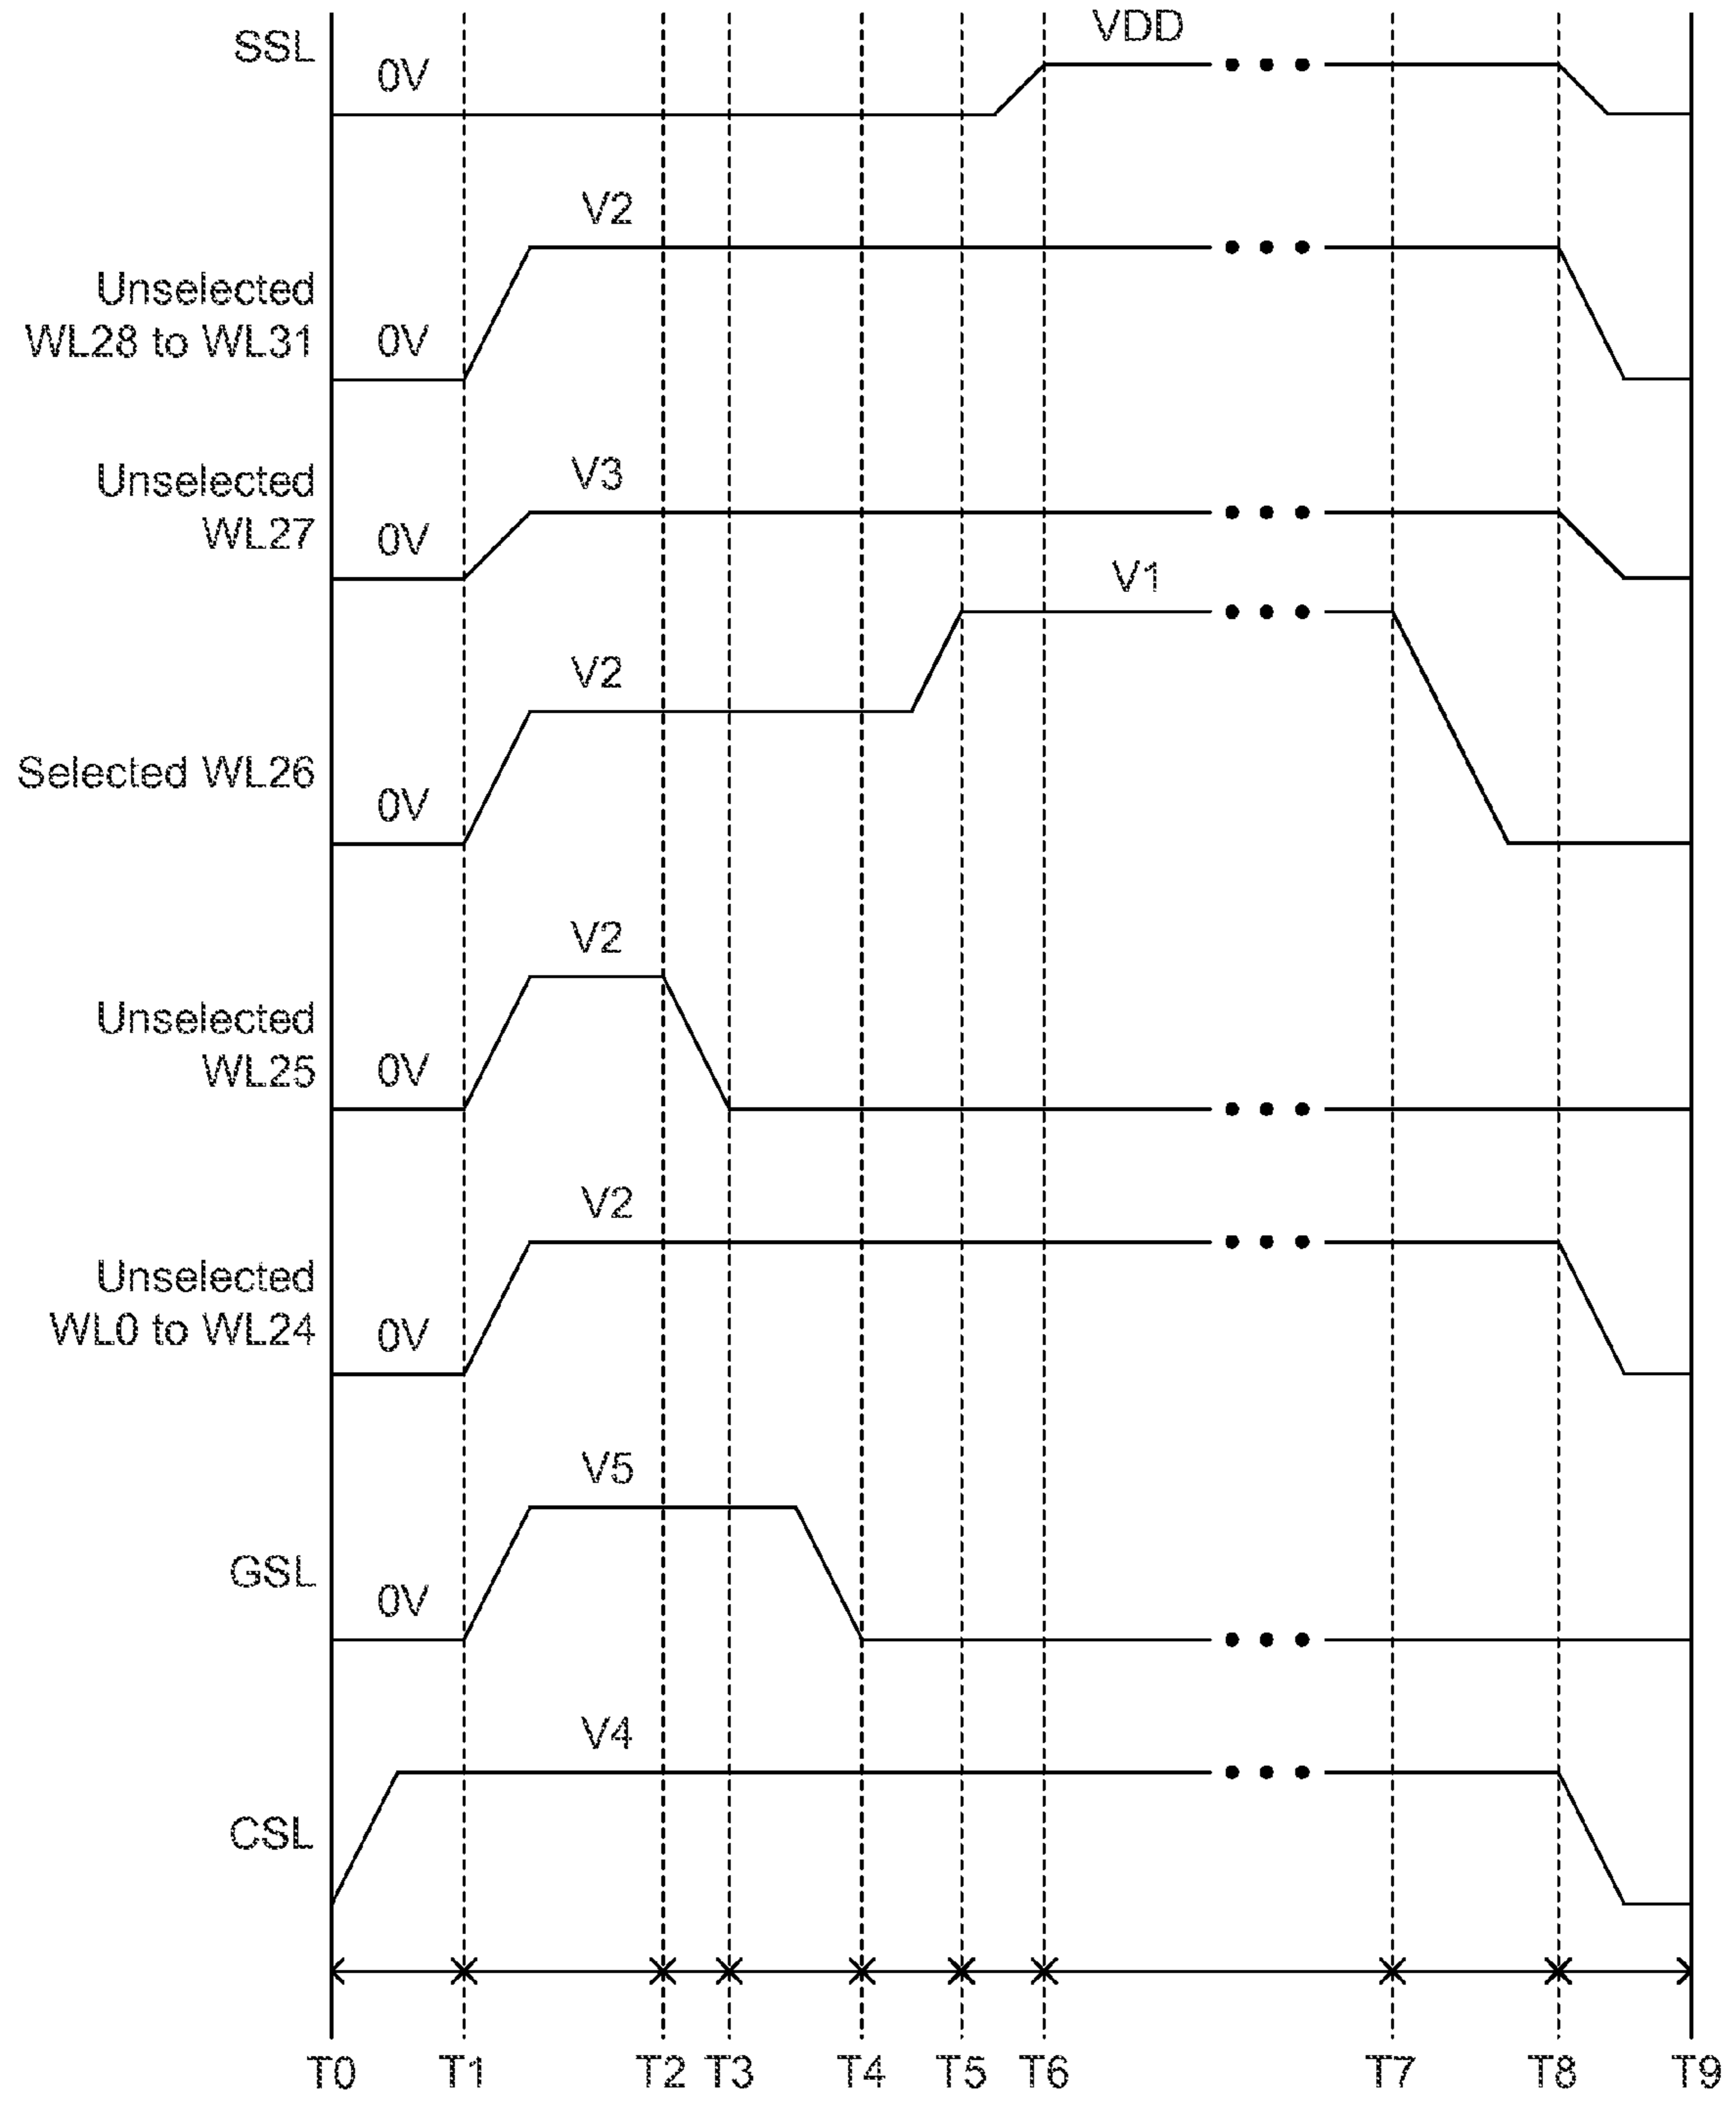 VDD
SSL
0V
V2
Unselected
WL28 to WL31
0V
V3
Unselected
WL27
0V
V1
V2
Selected WL26
0V
V2
Unselected
WL25
0V
V2
Unselected
WL0 to WL24
0V
V5
GSL
0V
V4
CSL
T0 T1 T2 T3 T4 T5 T6 T7 T8 T9